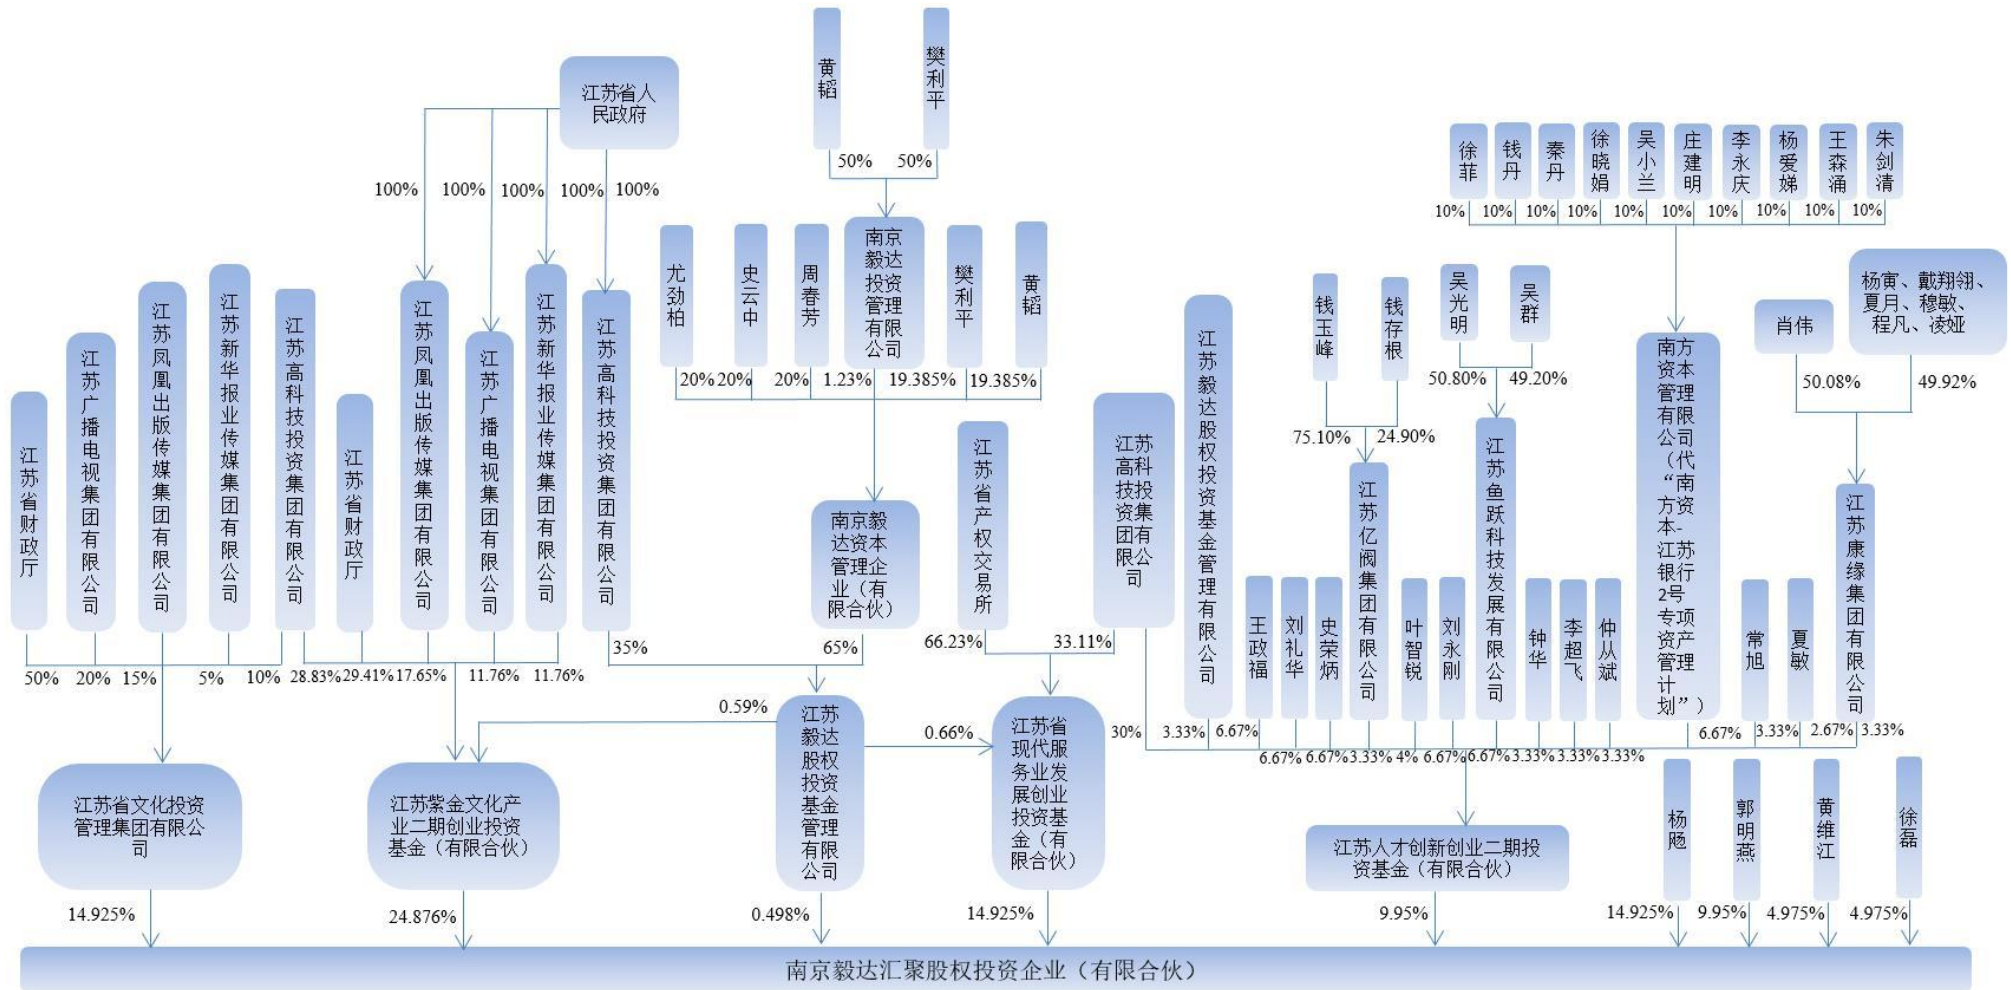 黄韬
樊利平
江苏省人
民政府
50%
50%
100%
100%
100%
100%
100%
徐菲
钱丹
秦丹
徐晓娟
吴小兰
庄建明
李永庆
杨爱娣
王森涌
朱剑清
10%
10%
10%
10%
10%
10%
10%
10%
10%
10%
尤劲柏
史云中
周春芳
南京
毅达
投资
管理
有限
公司
樊利平
黄韬
20%
20%
20%
1.23%
19.385%
19.385%
钱玉峰
钱存根
75.10%
24.90%
吴光明
吴群
50.80%
49.20%
肖伟
杨寅、戴翔翎、
夏月、穆敏、
程凡、凌娅
50.08%
49.92%
江苏省财政厅
江苏广播电视集团有限公司
江苏凤凰出版传媒集团有限公司
江苏新华报业传媒集团有限公司
江苏高科技投资集团有限公司
江苏省财政厅
江苏凤凰出版传媒集团有限公司
江苏广播电视集团有限公司
江苏新华报业传媒集团有限公司
江苏高科技投资集团有限公司
南京毅
达资本
管理企
业（有
限合伙）
江苏省产权交易所
江苏
高科
技投
资集
团有
限公
司
江苏毅达股权投资基金管理有限公司
王政福
刘礼华
史荣炳
江苏亿阀集团有限公司
叶智锐
刘永刚
江苏鱼跃科技发展有限公司
钟华
李超飞
仲从斌
南方
资本
管理
有限
公司
（代
“南
方资
本-
江苏
银行
2号
专项
资产
管理
计
划”）
常旭
夏敏
江苏康缘集团有限公司
50%
20%
15%
5%
10%
28.83%
29.41%
17.65%
11.76%
11.76%
35%
65%
66.23%
33.11%
30%
3.33%
6.67%
6.67%
6.67%
3.33%
4%
6.67%
6.67%
3.33%
3.33%
3.33%
6.67%
3.33%
2.67%
3.33%
0.59%
0.66%
江苏省文化投资
管理集团有限公
司
江苏紫金文化产
业二期创业投资
基金（有限合伙）
江苏
毅达
股权
投资
基金
管理
有限
公司
江苏省
现代服
务业发
展创业
投资基
金（有
限合伙）
江苏人才创新创业二期投
资基金（有限合伙）
杨飏
郭明燕
黄维江
徐磊
14.925%
24.876%
0.498%
14.925%
9.95%
14.925%
9.95%
4.975%
4.975%
南京毅达汇聚股权投资企业（有限合伙）